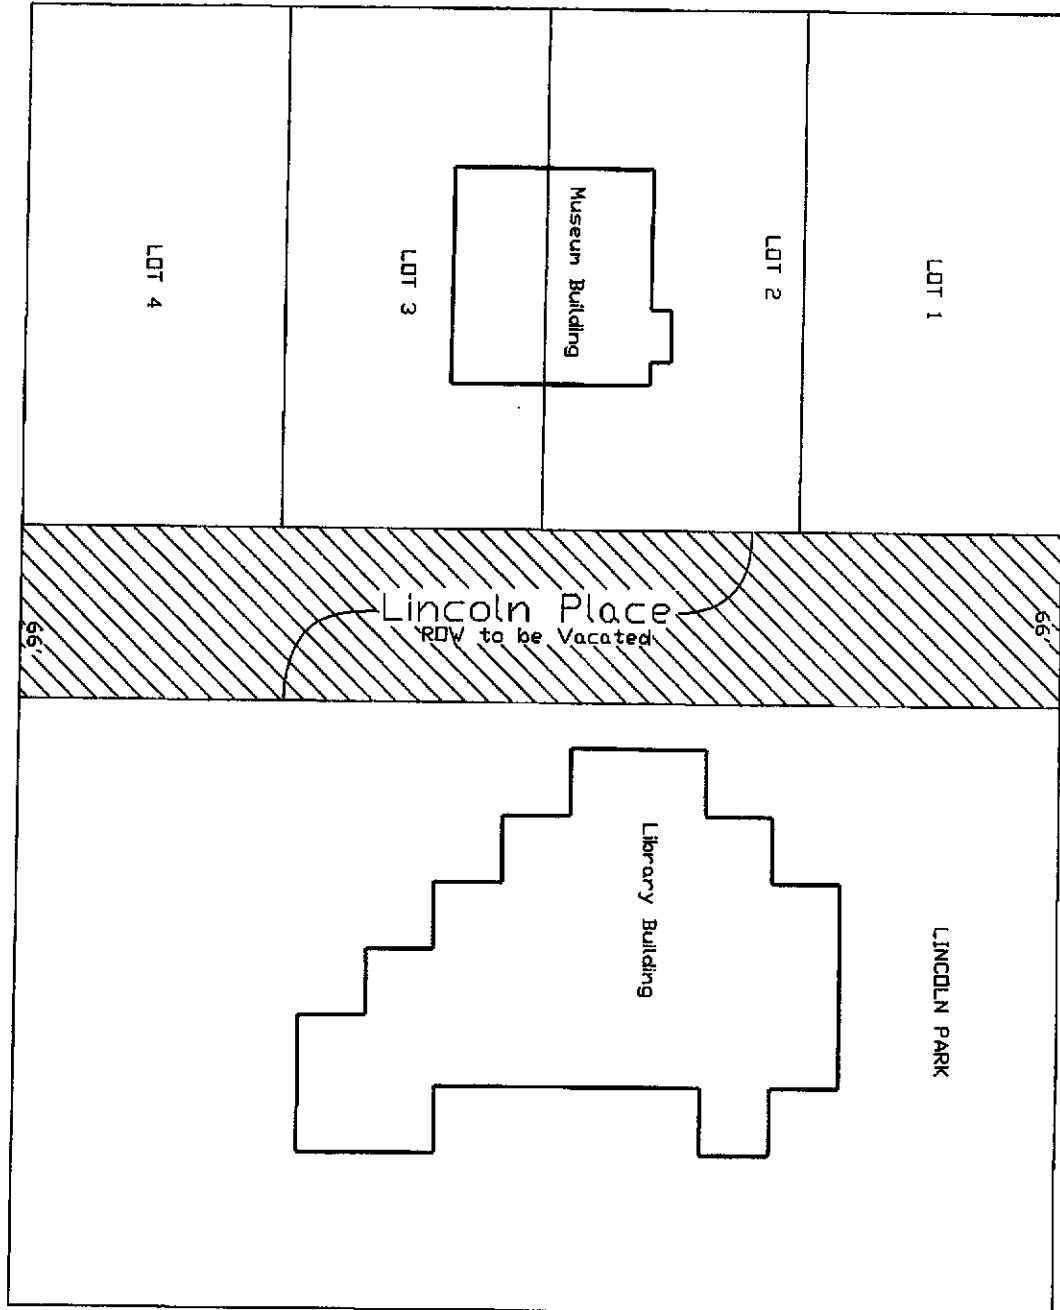 LOT 1
LOT 2
LOT 3
LOT 4
Museum Building
Lincoln Place
ROW to be Vacated
66'
66'
Library Building
LINCOLN PARK